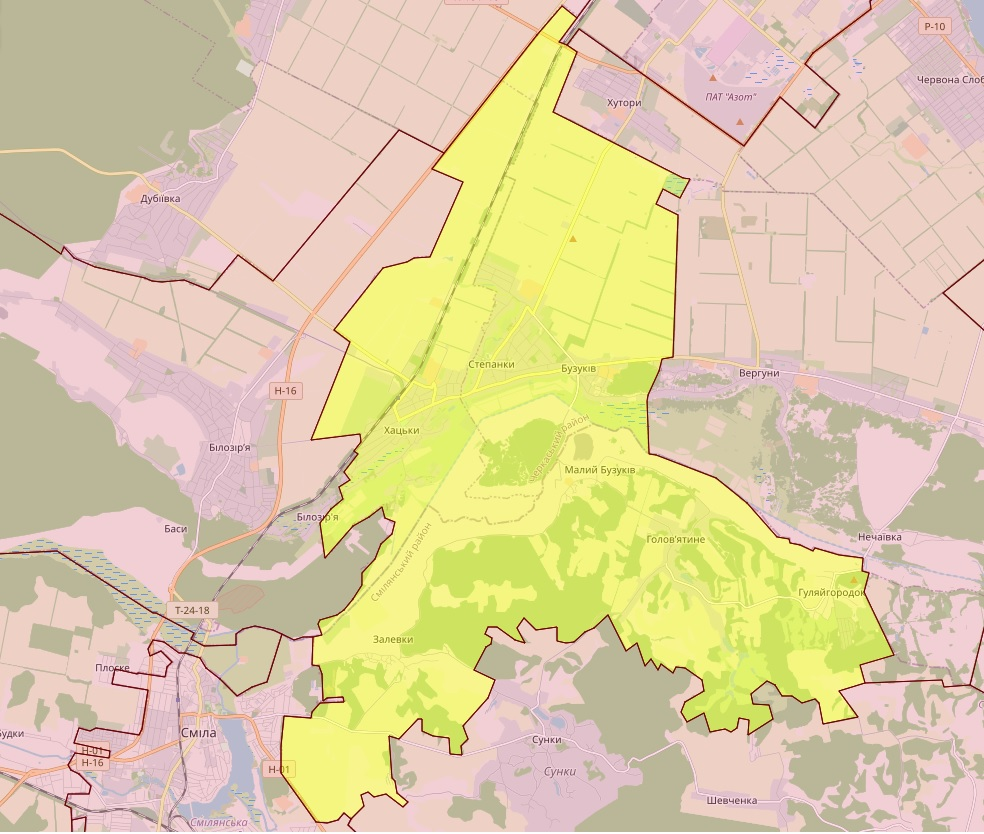 P-10
Червона Слоб
ПАТ "Азот"
Хутори
Дубіївка
Степанки
Бузуків
Вергуни
Н-16
Хацьки
Черкаський район
Білозір'я
Малий Бузуків
Білозір'я
Баси
Нечаївка
Голов'ятине
Смілянський район
Гуляйгородок
Т-24-18
Залевки
Плоске
Сміла
будки
Сунки
Н-01
Н-16
Н-01
Сунки
Шевченка
Смілянська